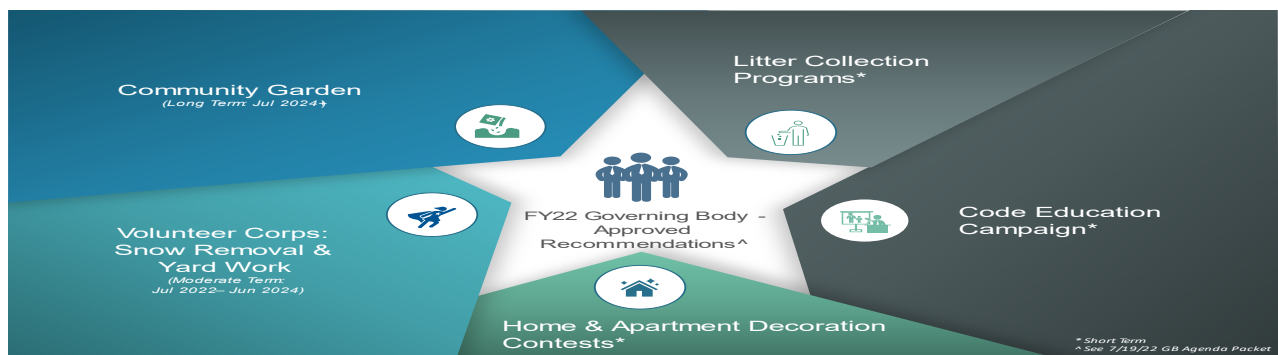 Community Garden
(Long Term: Jul 2024+)
Litter Collection
Programs*
FY22 Governing Body -
Approved
Recommendations^
Code Education
Campaign*
Volunteer Corps:
Snow Removal &
Yard Work
(Moderate Term:
Jul 2022– Jun 2024)
Home & Apartment Decoration
Contests*
* Short Term
^ See 7/19/22 GB Agenda Packet